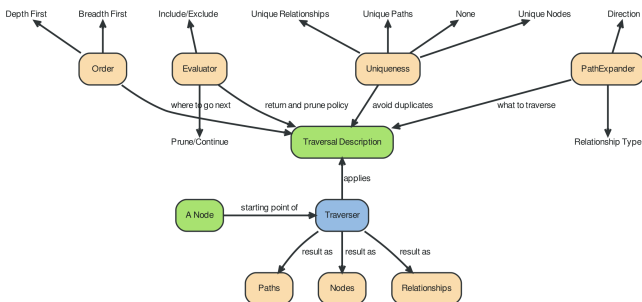 Depth First
Breadth First
Include/Exclude
Unique Relationships
Unique Paths
None
Unique Nodes
Direction
Order
Evaluator
Uniqueness
PathExpander
where to go next
return and prune policy
avoid duplicates
what to traverse
Prune/Continue
Traversal Description
Relationship Type
applies
A Node
starting point of
Traverser
result as
result as
result as
Paths
Nodes
Relationships